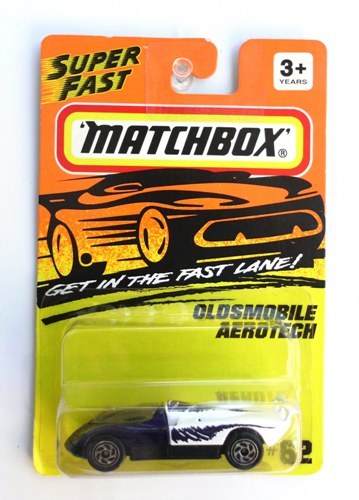 SUPER
FAST
3+
YEARS
'MATCHBOX'®
GET IN THE FAST LANE!
OLDSMOBILE
AEROTECH
#62